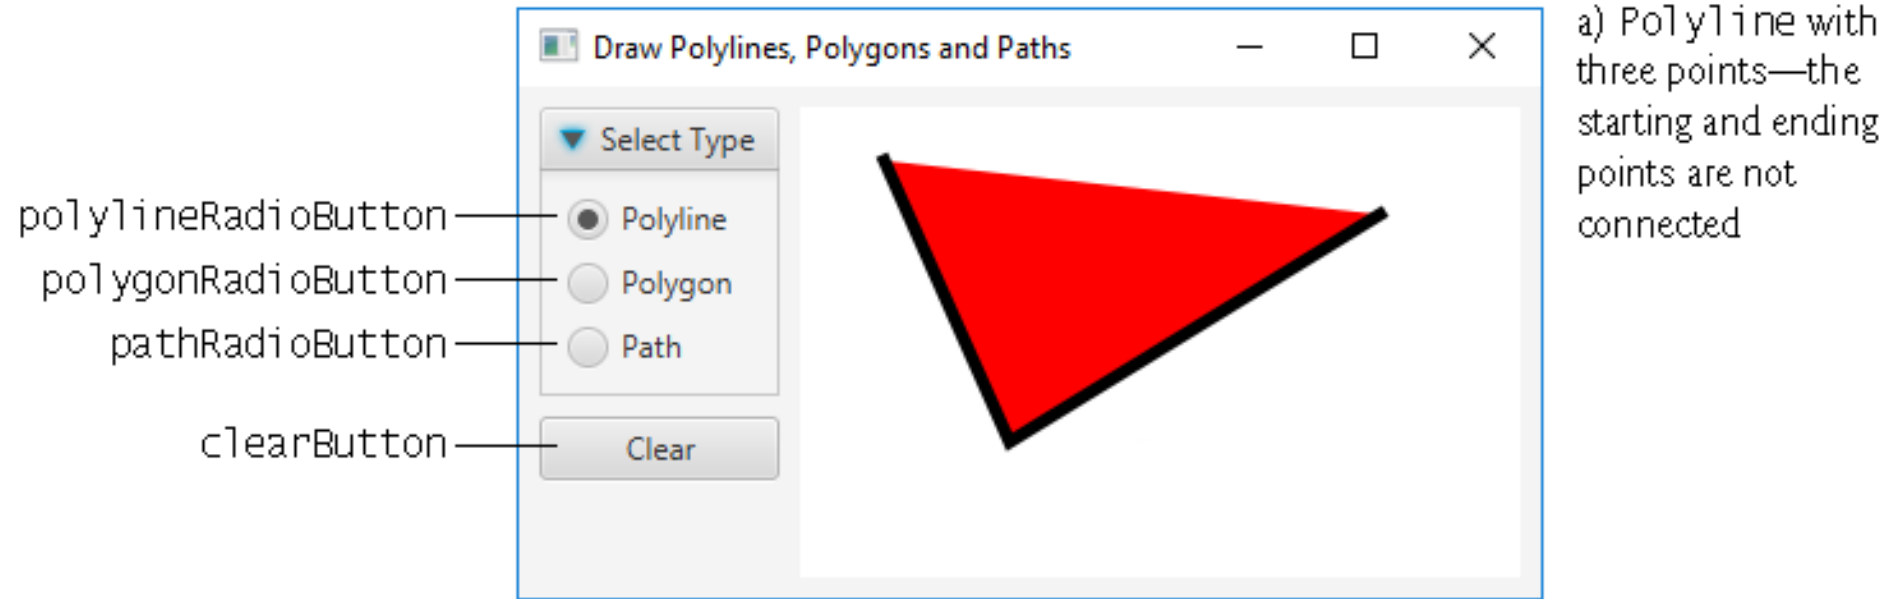 Draw Polylines, Polygons and Paths
Select Type
polylineRadioButton
Polyline
polygonRadioButton
Polygon
pathRadioButton
Path
clearButton
Clear
a) Polyline with
three points—the
starting and ending
points are not
connected